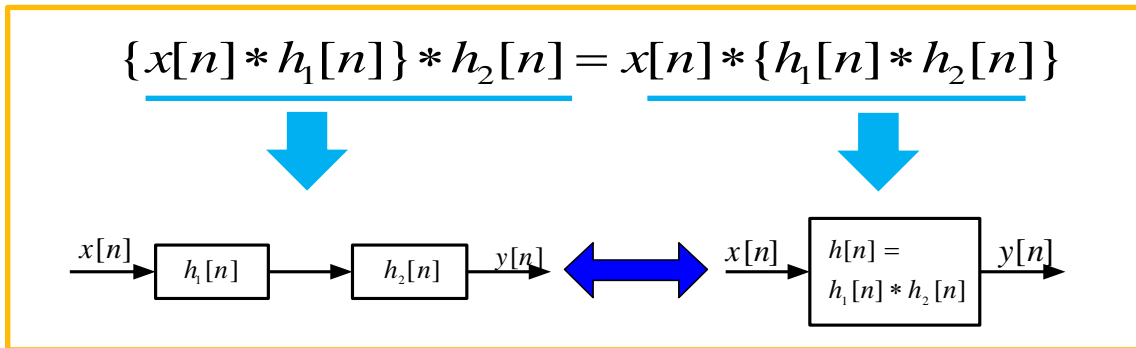 {x[n]∗h₁[n]}∗h₂[n]=x[n]∗{h₁[n]∗h₂[n]}
x[n]
h₁[n]
h₂[n]
y[n]
x[n]
h[n] =
h₁[n]∗h₂[n]
y[n]